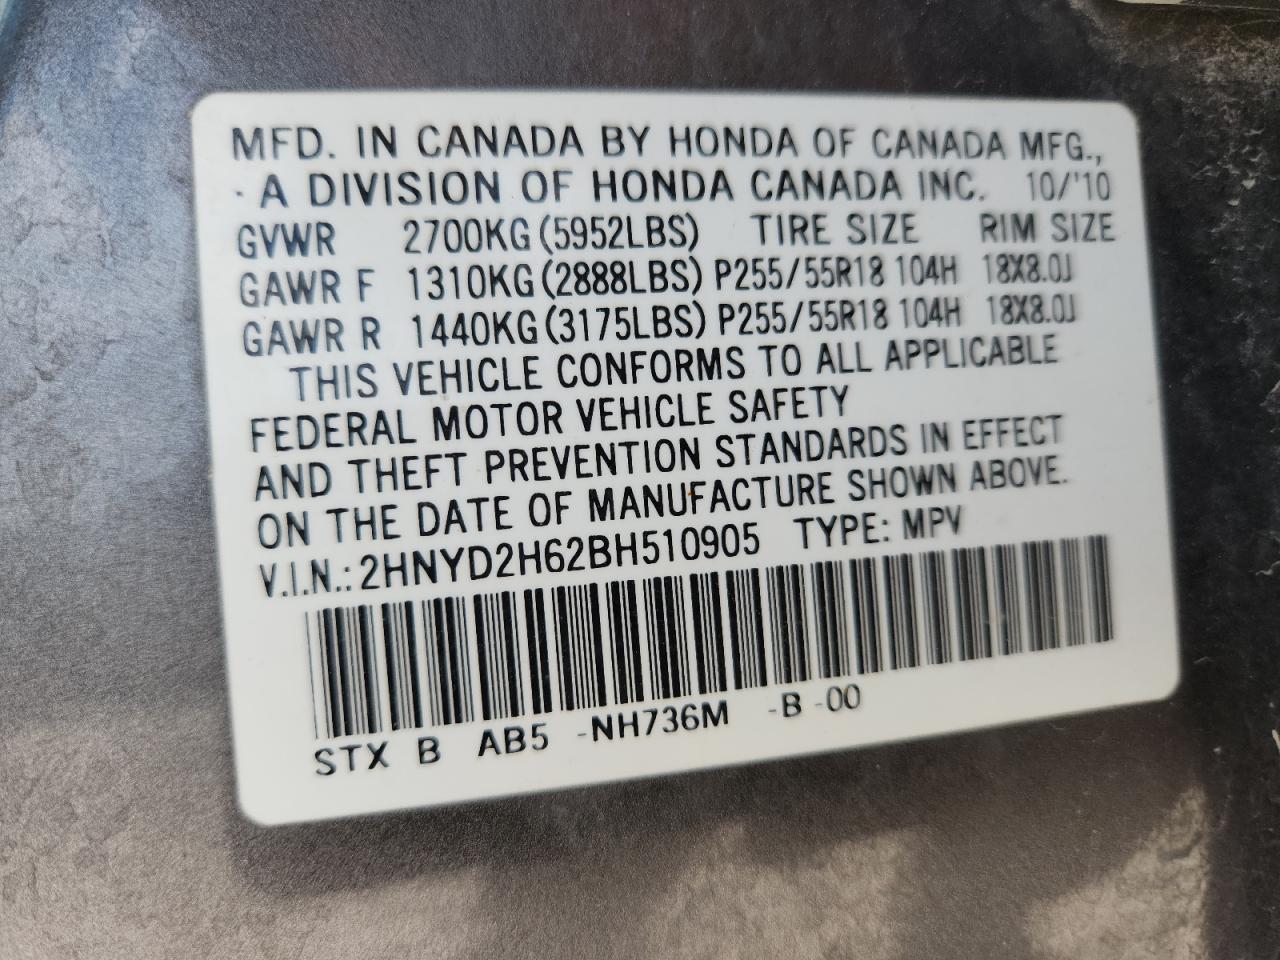 MFD. IN CANADA BY HONDA OF CANADA MFG.,
· A DIVISION OF HONDA CANADA INC. 10/'10
GVWR 2700KG (5952LBS) TIRE SIZE RIM SIZE
GAWR F 1310KG (2888LBS) P255/55R18 104H 18X8.0J
GAWR R 1440KG (3175LBS) P255/55R18 104H 18X8.0J
THIS VEHICLE CONFORMS TO ALL APPLICABLE
FEDERAL MOTOR VEHICLE SAFETY
AND THEFT PREVENTION STANDARDS IN EFFECT
ON THE DATE OF MANUFACTURE SHOWN ABOVE.
V.I.N.: 2HNYD2H62BH510905 TYPE: MPV
STX B AB5 -NH736M -B -00